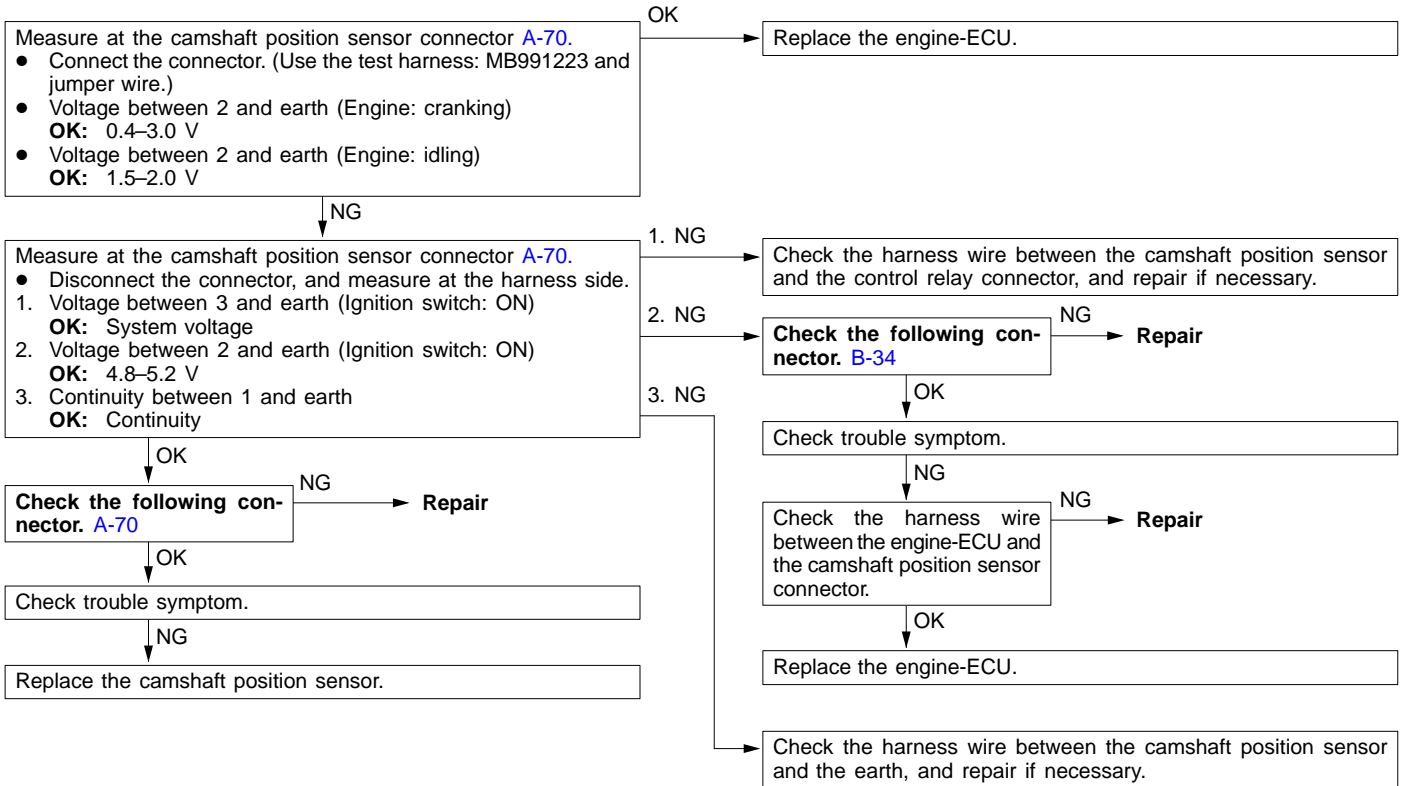 Measure at the camshaft position sensor connector A-70.
● Connect the connector. (Use the test harness: MB991223 and
jumper wire.)
● Voltage between 2 and earth (Engine: cranking)
OK: 0.4–3.0 V
● Voltage between 2 and earth (Engine: idling)
OK: 1.5–2.0 V
OK
Replace the engine-ECU.
NG
Measure at the camshaft position sensor connector A-70.
● Disconnect the connector, and measure at the harness side.
1. Voltage between 3 and earth (Ignition switch: ON)
OK: System voltage
2. Voltage between 2 and earth (Ignition switch: ON)
OK: 4.8–5.2 V
3. Continuity between 1 and earth
OK: Continuity
1. NG
Check the harness wire between the camshaft position sensor
and the control relay connector, and repair if necessary.
2. NG
Check the following con-
nector. B-34
NG
Repair
OK
Check trouble symptom.
NG
Check the harness wire
between the engine-ECU and
the camshaft position sensor
connector.
NG
Repair
OK
Replace the engine-ECU.
3. NG
Check the harness wire between the camshaft position sensor
and the earth, and repair if necessary.
OK
Check the following con-
nector. A-70
NG
Repair
OK
Check trouble symptom.
NG
Replace the camshaft position sensor.